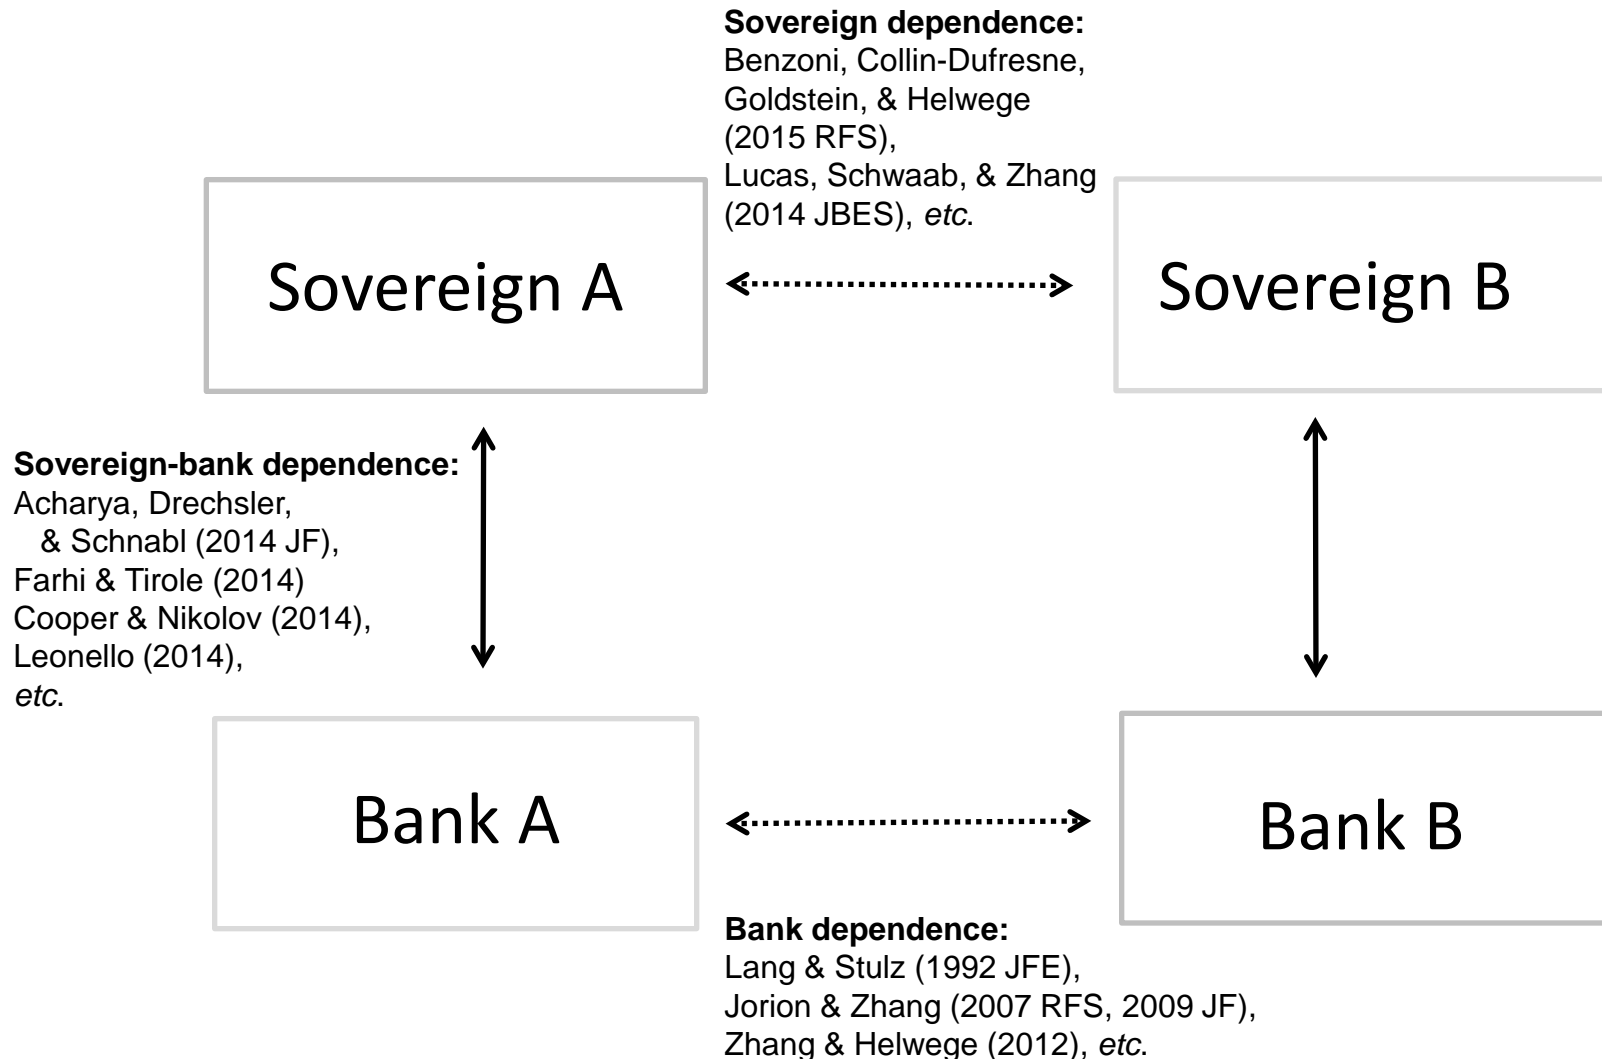 Sovereign dependence:
Benzoni, Collin-Dufresne,
Goldstein, & Helwege
(2015 RFS),
Lucas, Schwaab, & Zhang
(2014 JBES), etc.
Sovereign A
Sovereign B
Sovereign-bank dependence:
Acharya, Drechsler,
& Schnabl (2014 JF),
Farhi & Tirole (2014)
Cooper & Nikolov (2014),
Leonello (2014),
etc.
Bank A
Bank B
Bank dependence:
Lang & Stulz (1992 JFE),
Jorion & Zhang (2007 RFS, 2009 JF),
Zhang & Helwege (2012), etc.